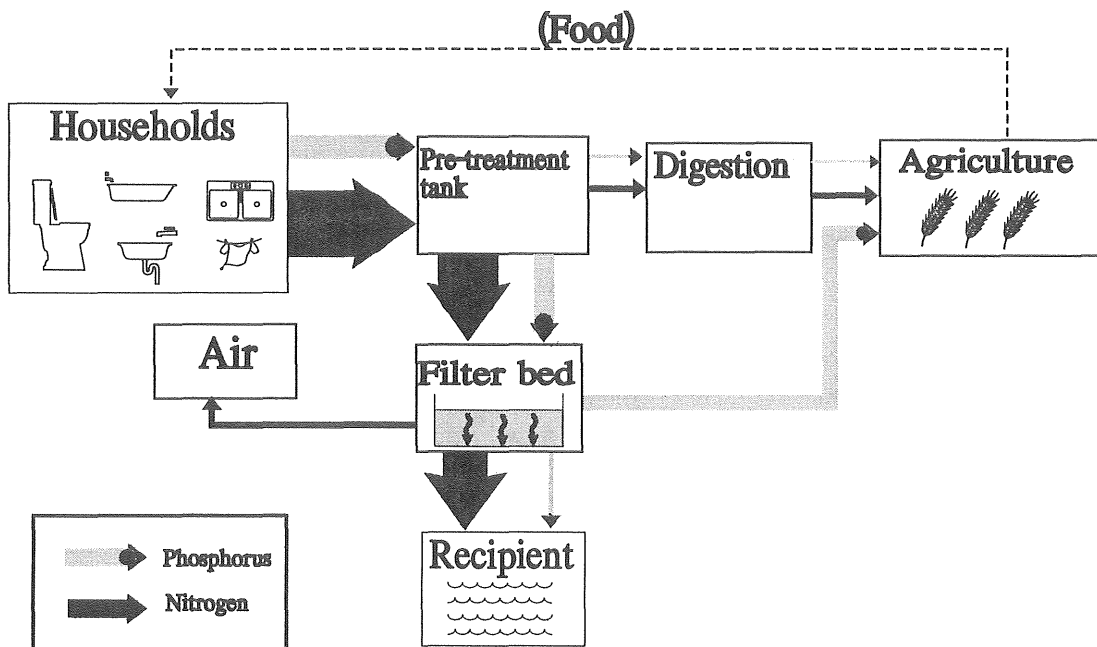 (Food)
Households
Pre-treatment
tank
Digestion
Agriculture
Air
Filter bed
Recipient
Phosphorus
Nitrogen